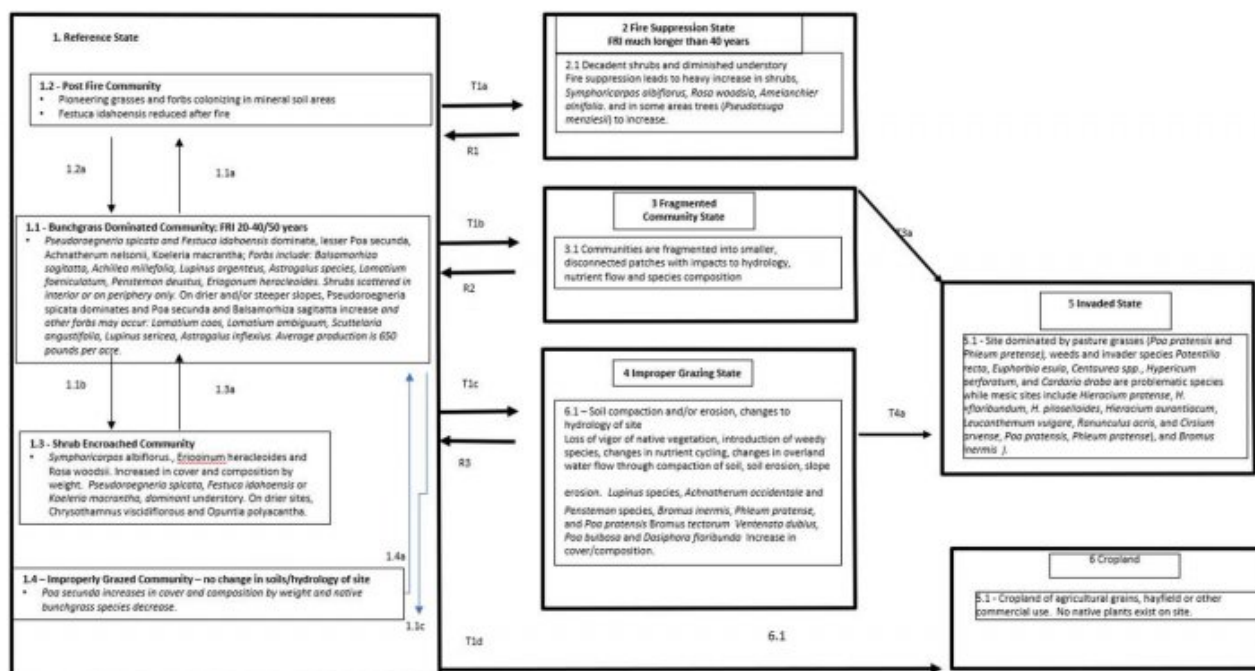 1. Reference State
1.2 - Post Fire Community
• Pioneering grasses and forbs colonizing in mineral soil areas
• Festuca idahoensis reduced after fire
1.2a
1.1a
1.1 - Bunchgrass Dominated Community; FRI 20-40/50 years
• Pseudoraegneria spicata and Festuca idahoensis dominate, lesser Poa secunda,
Achnatherum nelsonii, Koeleria macrantha; Forbs include: Balsamorhiza
sagitatta, Achillea millefolia, Lupinus argenteus, Astragalus species, Lomatium
foeniculatum, Penstemon deustus, Eriogonum heracleoides. Shrubs scattered in
interior or on periphery only. On drier and/or steeper slopes, Pseudoroegneria
spicata dominates and Poa secunda and Balsamorhiza sagitatta increase and
other forbs may occur: Lomatium coos, Lomatium ambiguum, Scuttelaria
angustifolia, Lupinus sericea, Astragalus inflexius. Average production is 650
pounds per acre.
1.1b
1.3a
1.3 - Shrub Encroached Community
• Symphoricarpos albiflorus., Eriooinum heracleoides and
Rosa woodsii. Increased in cover and composition by
weight. Pseudoroegneria spicata, Festuca idahoensis or
Koeleria macrantha, dominant understory. On drier sites,
Chrysothamnus viscidiflorous and Opuntia polyacantha.
1.4a
1.4 – Improperly Grazed Community – no change in soils/hydrology of site
• Poa secunda increases in cover and composition by weight and native
bunchgrass species decrease.
1.1c
T1a
R1
T1b
R2
T1c
R3
T1d
2 Fire Suppression State
FRI much longer than 40 years
2.1 Decadent shrubs and diminished understory
Fire suppression leads to heavy increase in shrubs,
Symphoricarpos albiflorus, Rosa woodsia, Amelanchier
alnifolia. and in some areas trees (Pseudotsuga
menziesii) to increase.
3 Fragmented
Community State
3.1 Communities are fragmented into smaller,
disconnected patches with impacts to hydrology,
nutrient flow and species composition
T3a
4 Improper Grazing State
6.1 – Soil compaction and/or erosion, changes to
hydrology of site
Loss of vigor of native vegetation, introduction of weedy
species, changes in nutrient cycling, changes in overland
water flow through compaction of soil, soil erosion, slope
erosion. Lupinus species, Achnatherum occidentale and
Penstemon species, Bromus inermis, Phleum pratense,
and Poa pratensis Bromus tectorum Ventenata dubius,
Poa bulbosa and Dasiphora floribunda Increase in
cover/composition.
T4a
5 Invaded State
5.1 - Site dominated by pasture grasses (Poa pratensis and
Phleum pretense); weeds and invader species Potentilla
recta, Euphorbia esula, Centaurea spp., Hypericum
perforatum, and Cardaria draba are problematic species
while mesic sites include Hieracium pratense, H.
floribundum, H. piloselloides, Hieracium aurantiacum,
Leucanthemum vulgare, Ranunculus acris, and Cirsium
arvense, Poa pratensis, Phleum pratense), and Bromus
inermis ).
6 Cropland
5.1 - Cropland of agricultural grains, hayfield or other
commercial use. No native plants exist on site.
6.1